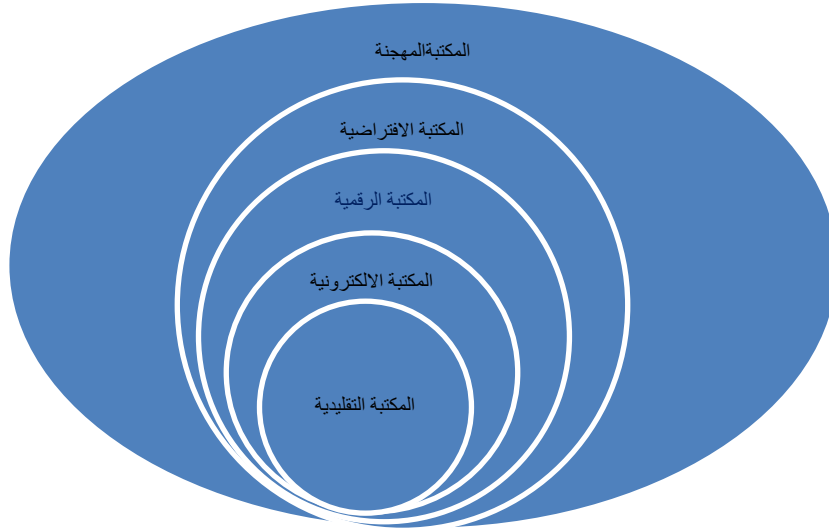 المكتبةالمهجنة
المكتبة الافتراضية
المكتبة الرقمية
المكتبة الالكترونية
المكتبة التقليدية